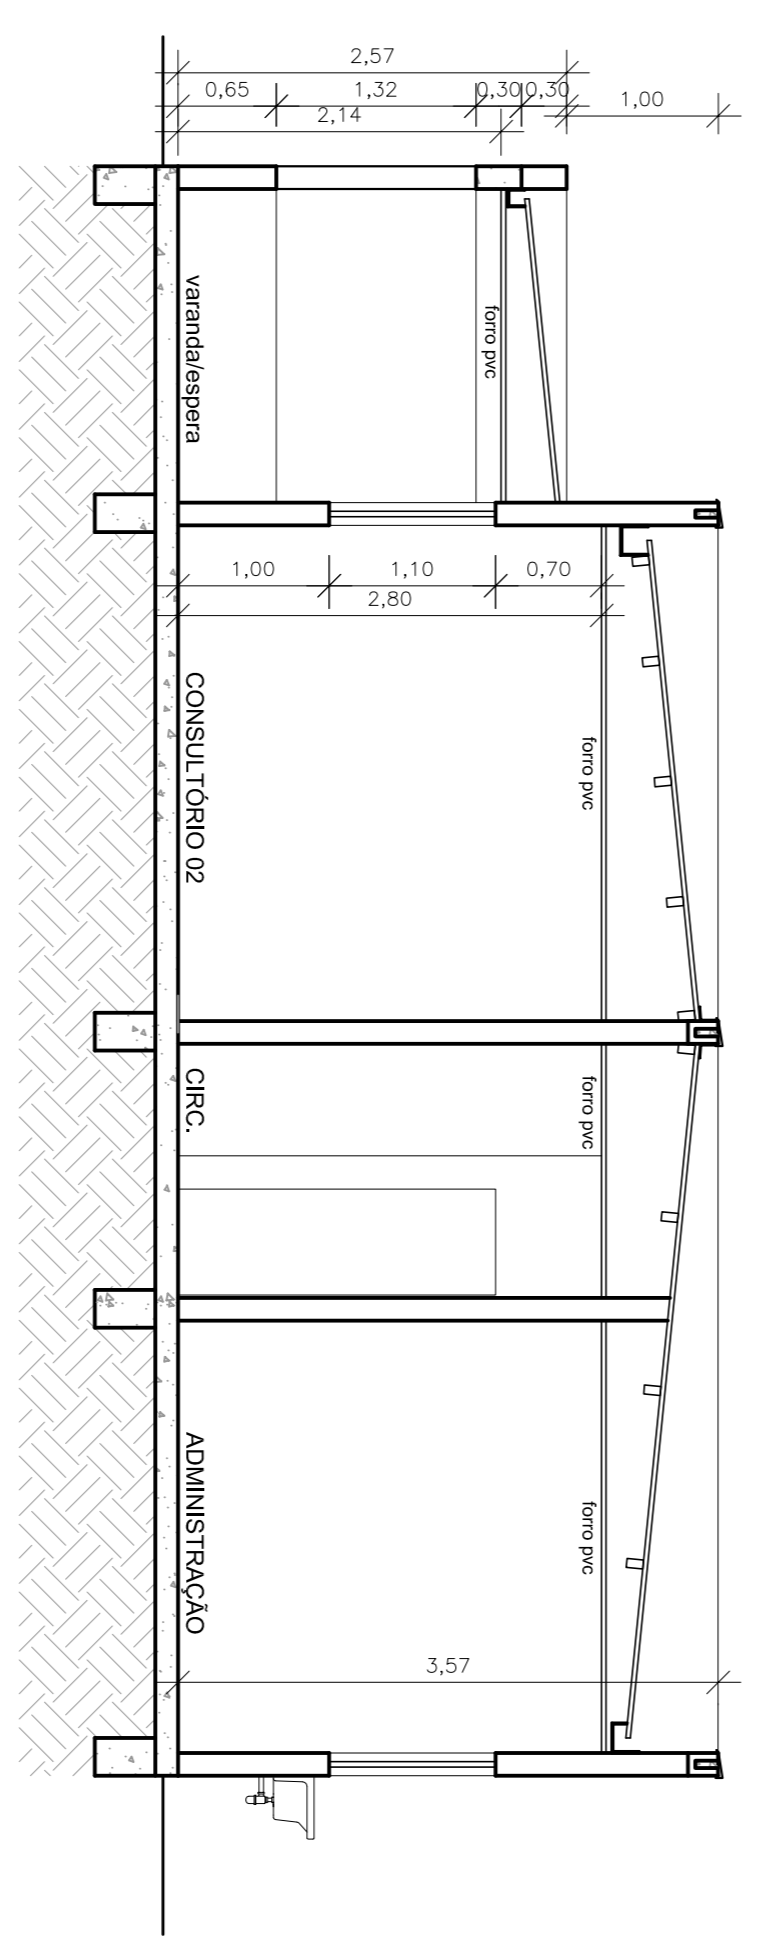 2,57
0,65 1,32 0,30 0,30 1,00
2,14
varanda/espera
forro pvc
1,00 1,10 0,70
2,80
CONSULTÓRIO 02
forro pvc
CIRC.
forro pvc
ADMINISTRAÇÃO
forro pvc
3,57